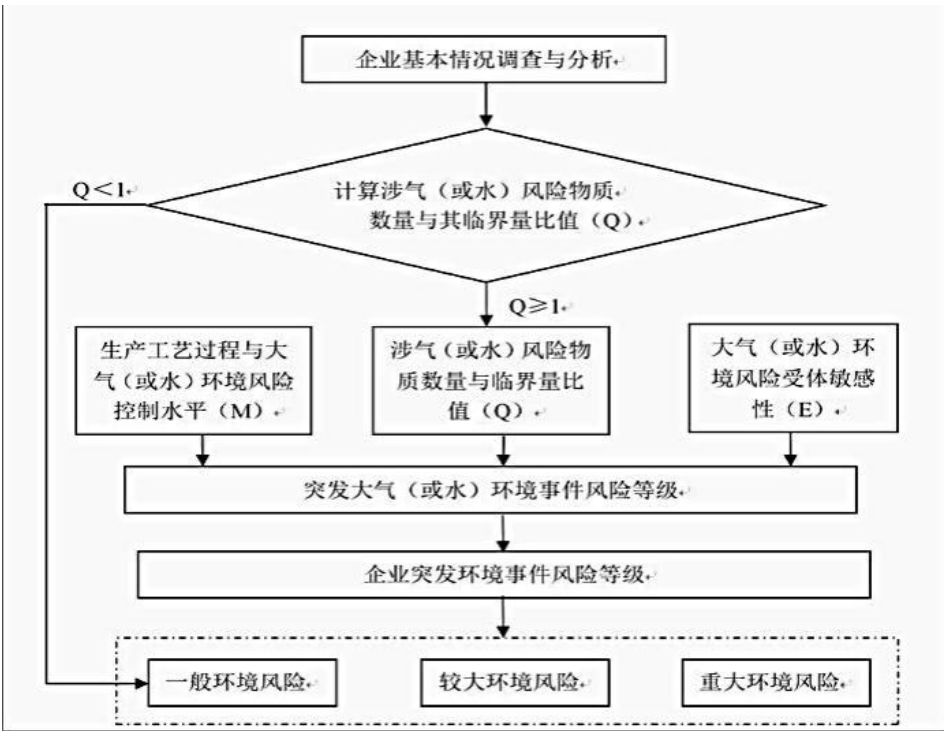 企业基本情况调查与分析
Q＜1
计算涉气（或水）风险物质
数量与其临界量比值（Q）
Q≥1
生产工艺过程与大
气（或水）环境风险
控制水平（M）
涉气（或水）风险物
质数量与临界量比
值（Q）
大气（或水）环
境风险受体敏感
性（E）
突发大气（或水）环境事件风险等级
企业突发环境事件风险等级
一般环境风险
较大环境风险
重大环境风险